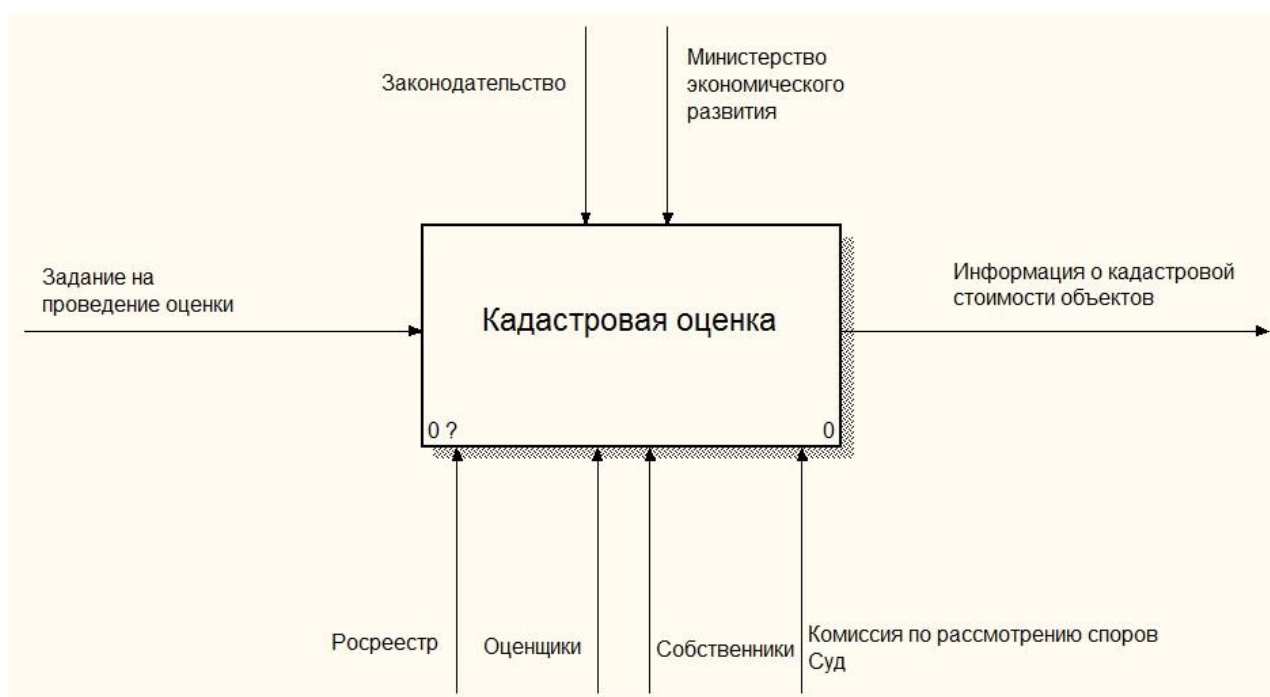 Законодательство
Министерство
экономического
развития
Задание на
проведение оценки
Кадастровая оценка
Информация о кадастровой
стоимости объектов
0 ?
0
Росреестр
Оценщики
Собственники
Комиссия по рассмотрению споров
Суд